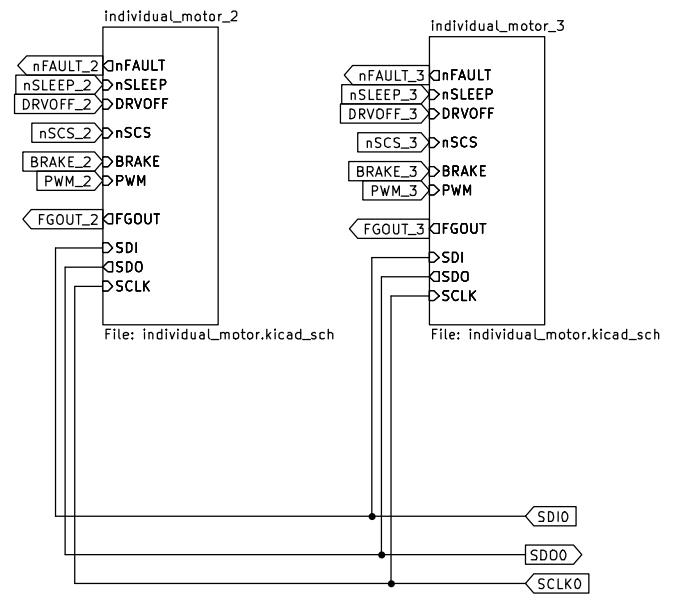 individual_motor_2
nFAULT_2 nFAULT
nSLEEP_2 nSLEEP
DRVOFF_2 DRVOFF
nSCS_2 nSCS
BRAKE_2 BRAKE
PWM_2 PWM
FGOUT_2 FGOUT
SDI
SDO
SCLK
File: individual_motor.kicad_sch
individual_motor_3
nFAULT_3 nFAULT
nSLEEP_3 nSLEEP
DRVOFF_3 DRVOFF
nSCS_3 nSCS
BRAKE_3 BRAKE
PWM_3 PWM
FGOUT_3 FGOUT
SDI
SDO
SCLK
File: individual_motor.kicad_sch
SDI0
SDO0
SCLK0